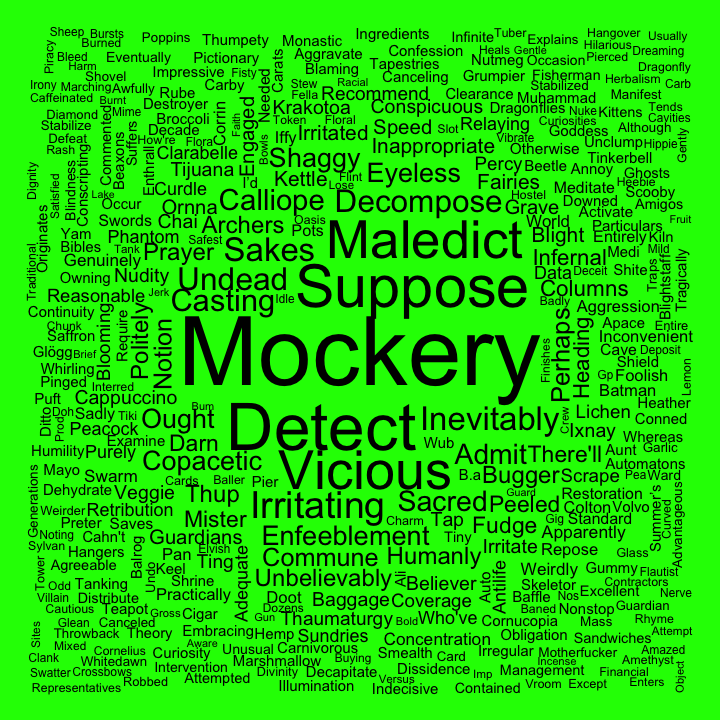 Mockery
Suppose
Maledict
Detect
Vicious
Decompose
Irritating
Inevitably
Undead
Sakes
Casting
Calliope
Eyeless
Shaggy
Sacred
Admit
There'll
Bugger
Enfeeblement
Commune
Humanly
Copacetic
Ought
Unbelievably
Archers
Prayer
Perhaps
Heading
Politely
Notion
Infernal
Columns
Blight
Fudge
Peeled
Mister
Thup
Darn
Guardians
Baggage
Coverage
Believer
Thaumaturgy
Antilife
Adequate
Tap
Scrape
Ixnay
Lichen
Inappropriate
Conspicuous
Recommend
Krakotoa
Irritated
Speed
Relaying
Engaged
Kettle
Fairies
Percy
Grave
Tijuana
Clarabelle
Ornna
Curdle
Chai
Phantom
Nudity
Cappuccino
Peacock
Purely
Veggie
Retribution
Swarm
Sheep
Bursts
Burned
Poppins
Thumpety
Monastic
Ingredients
Infinite
Tuber
Explains
Hangover
Usually
Hilarious
Piracy
Bleed
Eventually
Pictionary
Aggravate
Confession
Heals
Gentle
Nutmeg
Occasion
Pierced
Dreaming
Harm
Shovel
Impressive
Fisty
Blaming
Tapestries
Canceling
Grumpier
Fisherman
Dragonfly
Irony
Marching
Awfully
Rube
Carby
Needed
Carats
Stew
Racial
Fella
Clearance
Stabilized
Herbalism
Carb
Caffeinated
Burnt
Destroyer
Token
Floral
Dragonflies
Muhammad
Manifest
Diamond
Mime
Broccoli
Corrin
Faith
Iffy
Slot
Curiosities
Nuke
Kittens
Tends
Stabilize
Commented
Decade
Vibrate
Goddess
Although
Cavities
Defeat
Beaxons
Suffers
How're
Flora
Bowls
Otherwise
Unclump
Hippie
Gently
Rash
Conscripting
Enthrall
Tinkerbell
Dignity
Satisfied
Blindness
I'd
Flint
Lose
Beetle
Annoy
Ghosts
Lake
Occur
Hostel
Meditate
Heebie
Scooby
Originate
Yam
Swords
Oasis
Pots
Downed
Activate
Amigos
World
Particulars
Fruit
Bibles
Tank
Safest
Entirely
Kiln
Traditional
Genuinely
Data
Deceit
Medi
Mild
Owning
Shite
Traps
Blightstaff
Tragically
Reasonable
Jerk
Idle
Badly
Aggression
Continuity
Blooming
Require
Apace
Entire
Chunk
Saffron
Inconvenient
Glögg
Brief
Finishes
Cave
Deposit
Whirling
Shield
Pinged
Interred
Gp
Foolish
Lemon
Puft
Batman
Ditto
Doh
Sadly
Tiki
Bum
Crew
Heather
Prod
Conned
Humility
Examine
Wub
Whereas
Mayo
Cards
Baller
Pier
B.a
Aunt
Garlic
Automatons
Dehydrate
Guard
Pea
Ward
Generations
Weirder
Preter
Saves
Charm
Restoration
Colton
Volvo
Summer's
Curved
Advantageous
Noting
Cahn't
Tiny
Gig
Standard
Apparently
Sylvan
Hangers
Balrog
Pan
Elvish
Ting
Irritate
Repose
Glass
Tower
Agreeable
Undo
Keel
Ali
Auto
Weirdly
Gummy
Flautist
Odd
Tanking
Shrine
Skeletor
Contractors
Villain
Distribute
Practically
Doot
Baffle
Nos
Excellent
Nerve
Cautious
Teapot
Gross
Cigar
Dozens
Gun
Bold
Who've
Cornucopia
Baned
Nonstop
Guardian
Glean
Canceled
Mass
Rhyme
Sites
Throwback
Theory
Embracing
Hemp
Sundries
Concentration
Obligation
Sandwiches
Attempt
Mixed
Cornelius
Aware
Unusual
Carnivorous
Smealth
Card
Irregular
Motherfucker
Amazed
Clank
Whitedawn
Curiosity
Marshmallow
Buying
Dissidence
Incense
Amethyst
Swatter
Crossbows
Intervention
Divinity
Decapitate
Versus
Imp
Management
Financial
Object
Representatives
Robbed
Attempted
Illumination
Indecisive
Contained
Vroom
Except
Enters